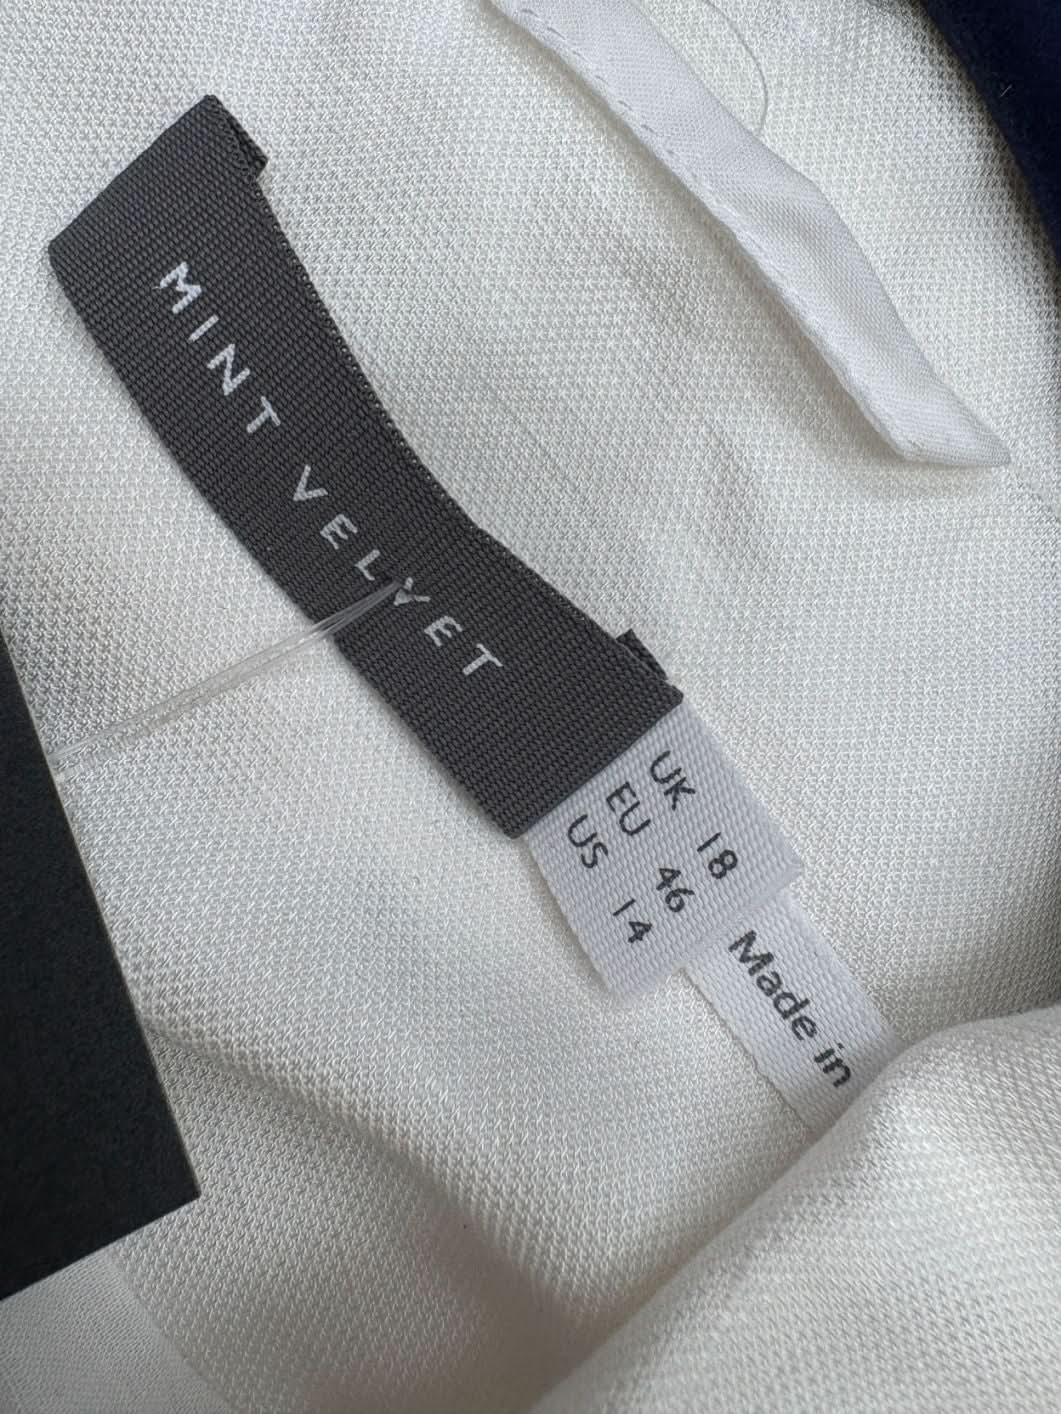 MINT VELVET
UK 18
EU 46
US 14
Made in